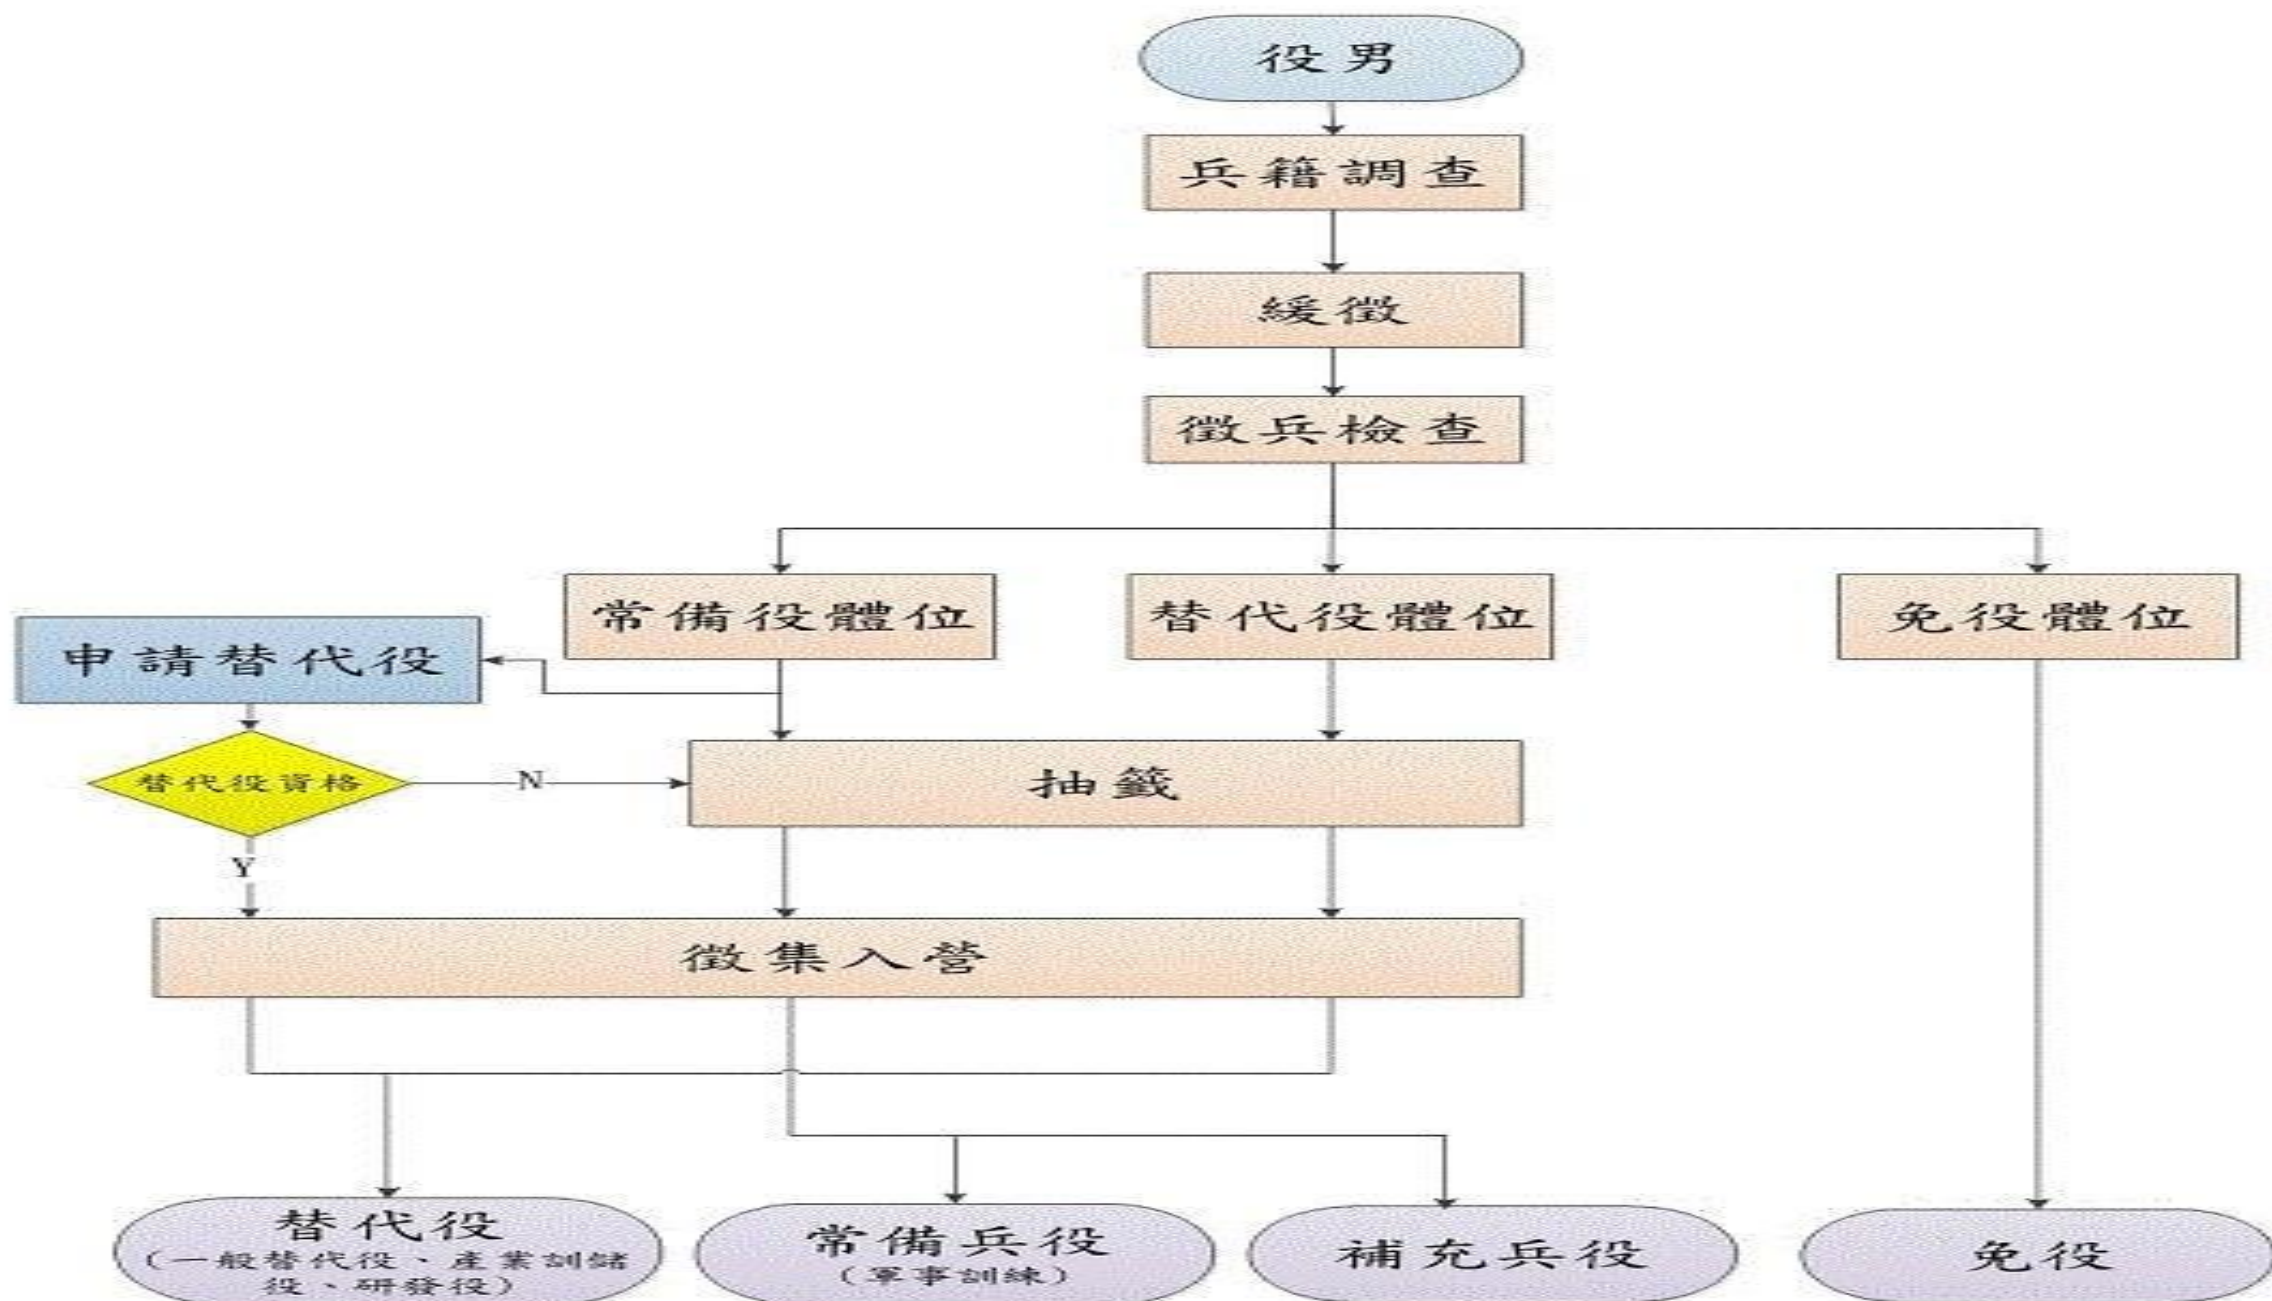 役男
兵籍調查
緩徵
徵兵檢查
常備役體位
替代役體位
免役體位
申請替代役
替代役資格
N
抽籤
Y
徵集入營
替代役
(一般替代役、產業訓儲
役、研發役)
常備兵役
(軍事訓練)
補充兵役
免役